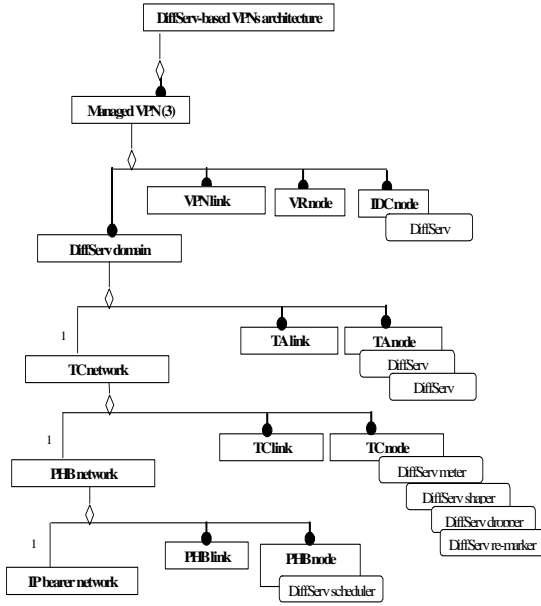 DiffServ-based VPNs architecture
Managed VPN (3)
VPN link
VR node
IDC node
DiffServ
DiffServ domain
1
TA link
TA node
TC network
DiffServ
DiffServ
1
TC link
TC node
PHB network
DiffServ meter
DiffServ shaper
DiffServ dropper
DiffServ re-marker
1
PHB link
PHB node
IP bearer network
DiffServ scheduler